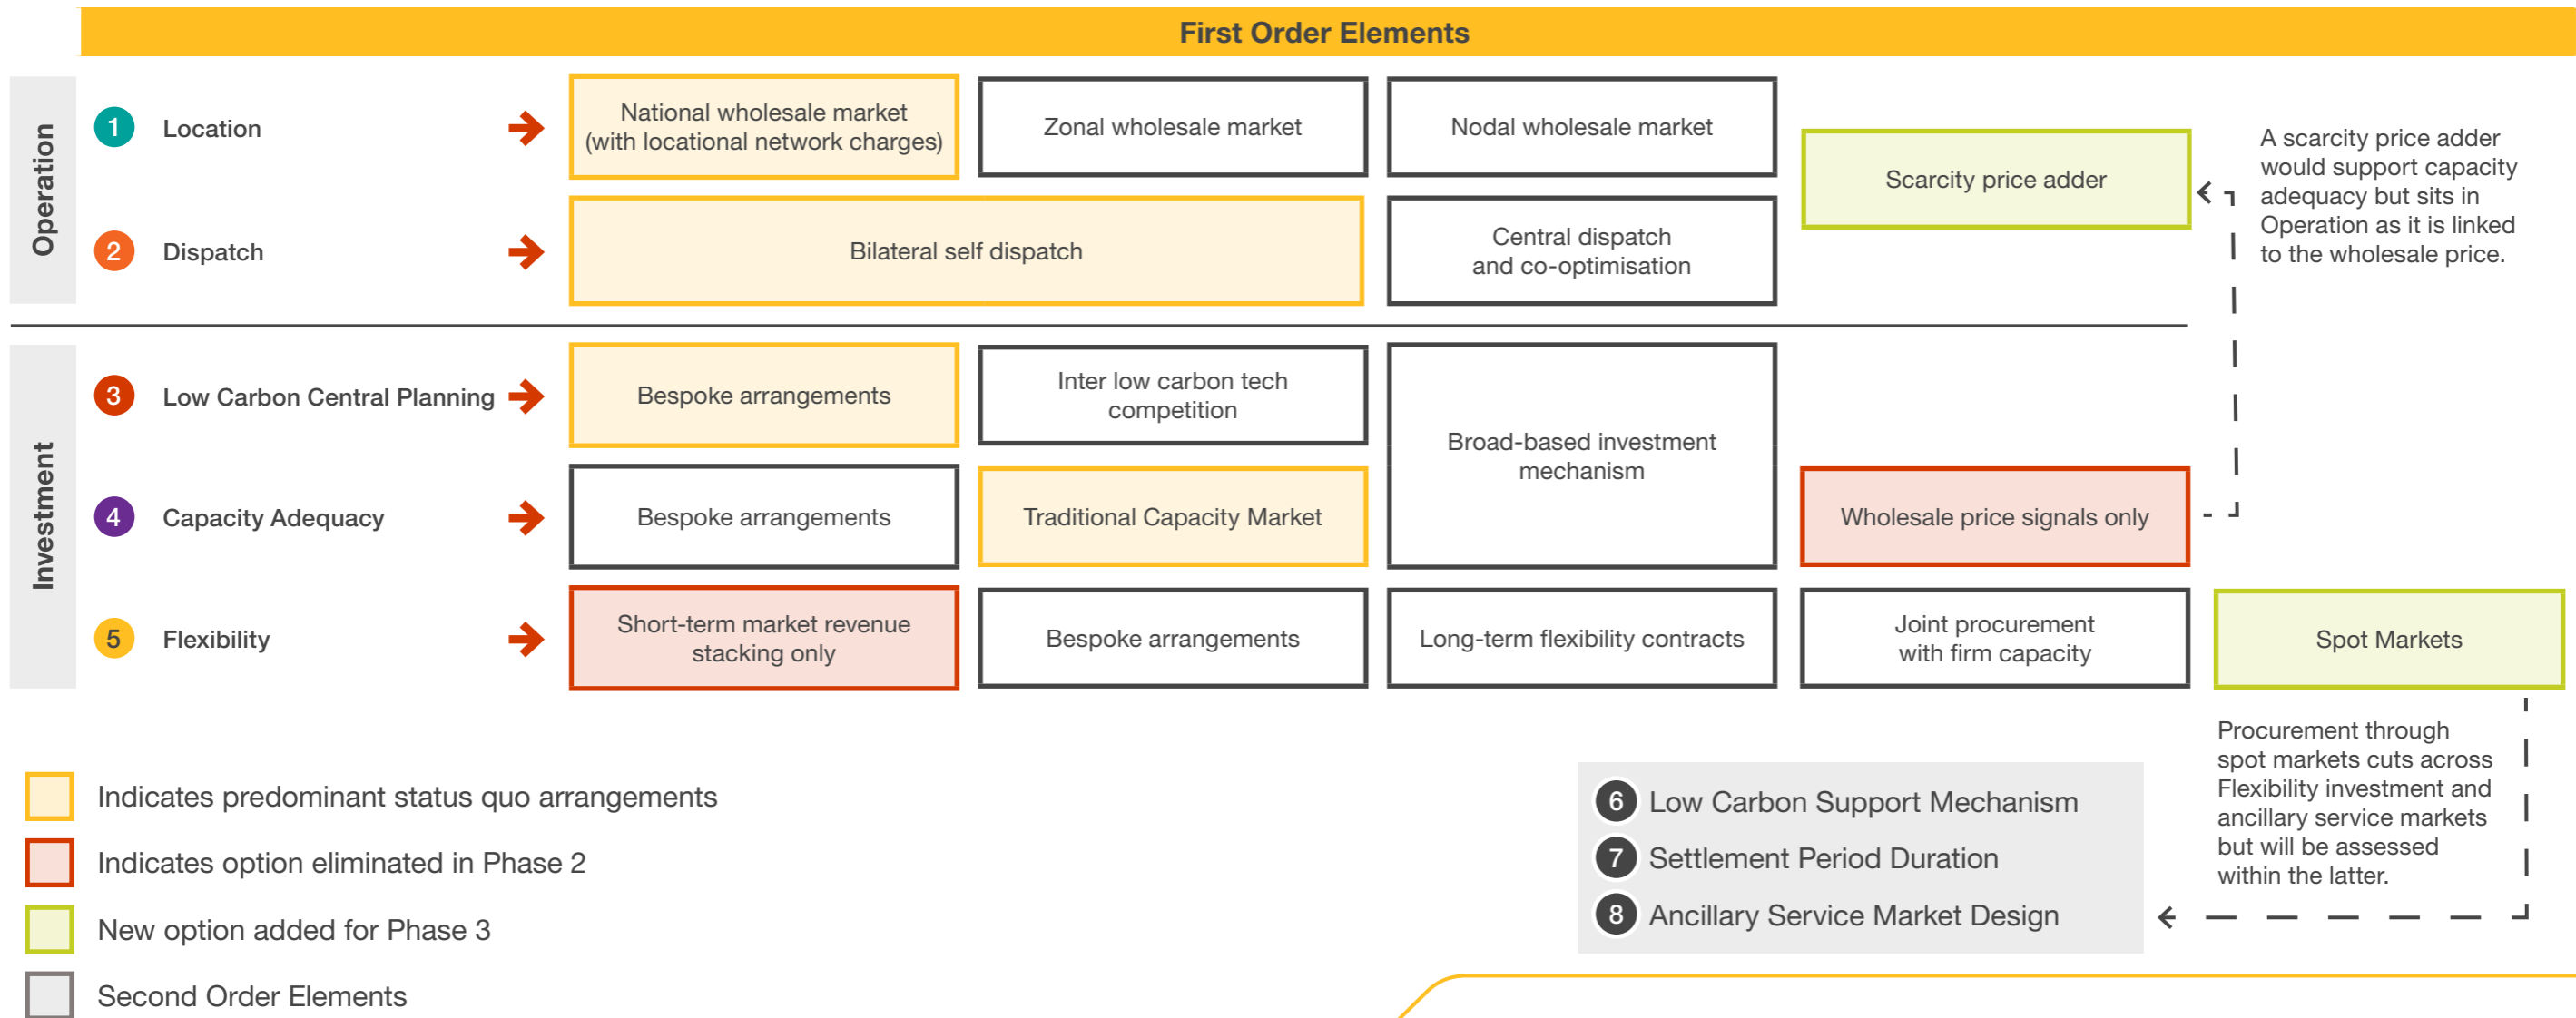 First Order Elements
Operation
1 Location
National wholesale market
(with locational network charges)
Zonal wholesale market
Nodal wholesale market
Scarcity price adder
A scarcity price adder
would support capacity
adequacy but sits in
Operation as it is linked
to the wholesale price.
2 Dispatch
Bilateral self dispatch
Central dispatch
and co-optimisation
Investment
3 Low Carbon Central Planning
Bespoke arrangements
Inter low carbon tech
competition
Broad-based investment
mechanism
4 Capacity Adequacy
Bespoke arrangements
Traditional Capacity Market
Wholesale price signals only
5 Flexibility
Short-term market revenue
stacking only
Bespoke arrangements
Long-term flexibility contracts
Joint procurement
with firm capacity
Spot Markets
Procurement through
spot markets cuts across
Flexibility investment and
ancillary service markets
but will be assessed
within the latter.
Indicates predominant status quo arrangements
Indicates option eliminated in Phase 2
New option added for Phase 3
Second Order Elements
6 Low Carbon Support Mechanism
7 Settlement Period Duration
8 Ancillary Service Market Design